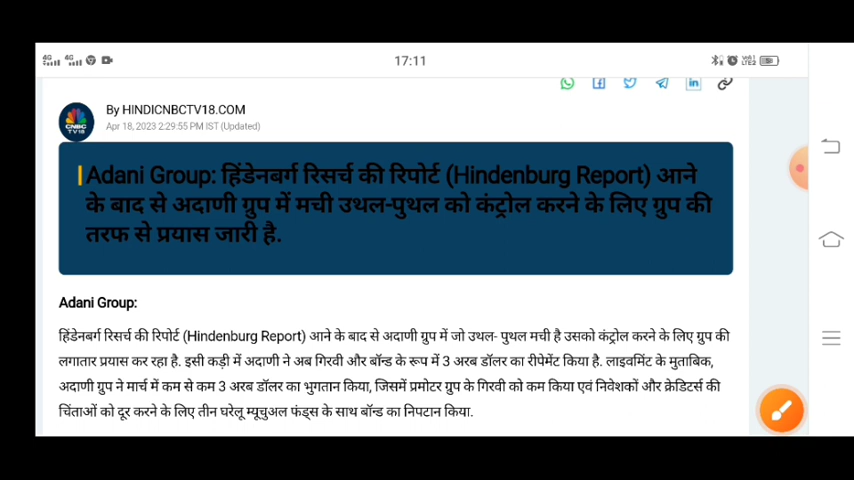 17:11
By HINDICNBCTV18.COM
Apr 18, 2023 2:29:55 PM IST (Updated)
CNBC
TV18
Adani Group: हिंडेनबर्ग रिसर्च की रिपोर्ट (Hindenburg Report) आने
के बाद से अदाणी ग्रुप में मची उथल-पुथल को कंट्रोल करने के लिए ग्रुप की
तरफ से प्रयास जारी है.
Adani Group:
हिंडेनबर्ग रिसर्च की रिपोर्ट (Hindenburg Report) आने के बाद से अदाणी ग्रुप में जो उथल- पुथल मची है उसको कंट्रोल करने के लिए ग्रुप की
लगातार प्रयास कर रहा है. इसी कड़ी में अदाणी ने अब गिरवी और बॉन्ड के रूप में 3 अरब डॉलर का रीपेमेंट किया है. लाइवमिंट के मुताबिक,
अदाणी ग्रुप ने मार्च में कम से कम 3 अरब डॉलर का भुगतान किया, जिसमें प्रमोटर ग्रुप के गिरवी को कम किया एवं निवेशकों और क्रेडिटर्स की
चिंताओं को दूर करने के लिए तीन घरेलू म्यूचुअल फंड्स के साथ बॉन्ड का निपटान किया.